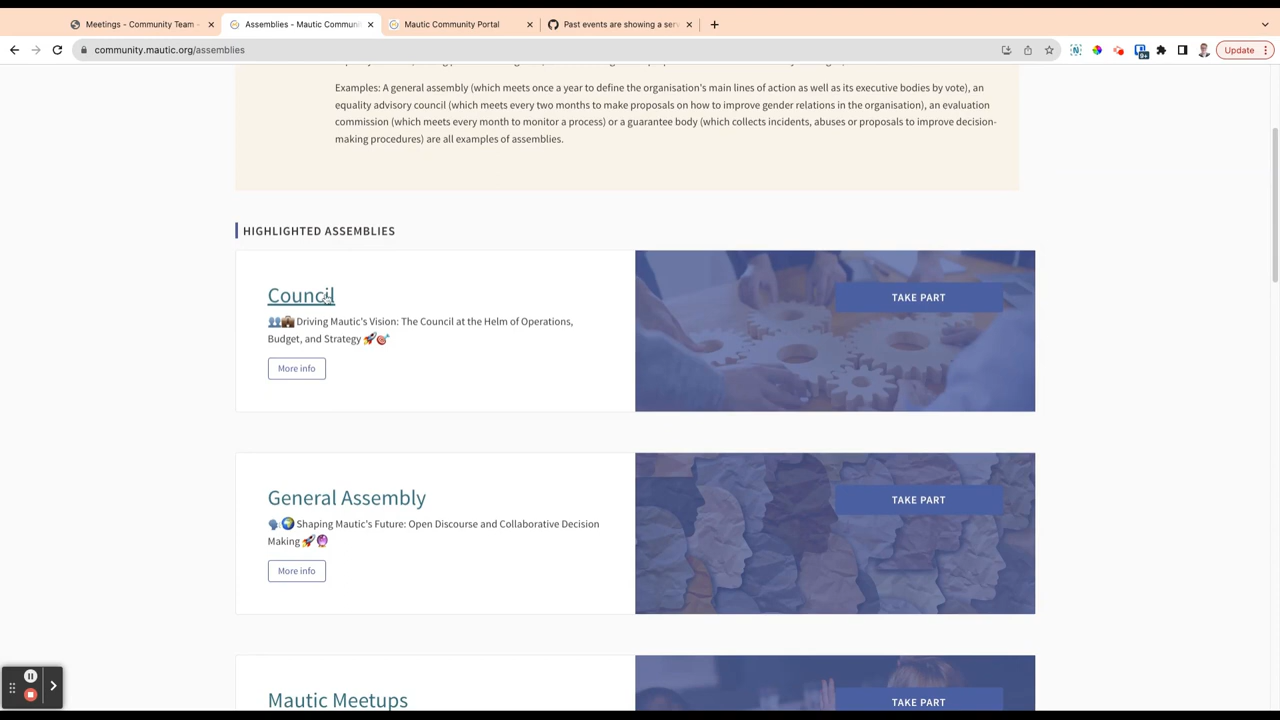 Meetings - Community Team -
Assemblies - Mautic Communi
Mautic Community Portal
Past events are showing a serv
community.mautic.org/assemblies
9+
Update
Examples: A general assembly (which meets once a year to define the organisation's main lines of action as well as its executive bodies by vote), an
equality advisory council (which meets every two months to make proposals on how to improve gender relations in the organisation), an evaluation
commission (which meets every month to monitor a process) or a guarantee body (which collects incidents, abuses or proposals to improve decision-
making procedures) are all examples of assemblies.
HIGHLIGHTED ASSEMBLIES
Council
👥💼 Driving Mautic's Vision: The Council at the Helm of Operations,
Budget, and Strategy 🚀🎯
More info
TAKE PART
General Assembly
🗣️🌍 Shaping Mautic's Future: Open Discourse and Collaborative Decision
Making 🚀🔮
More info
TAKE PART
Mautic Meetups
TAKE PART